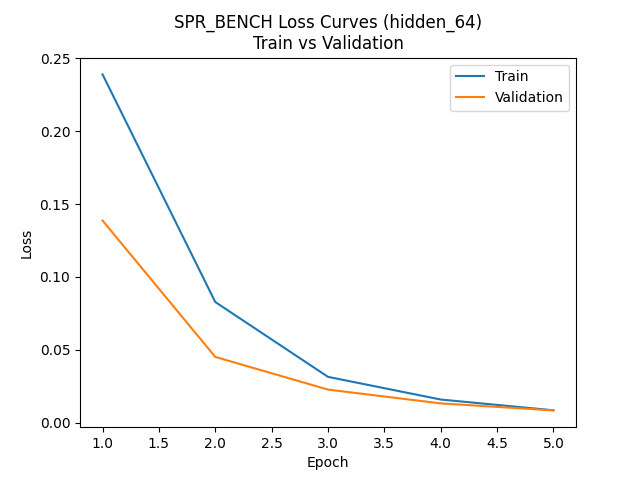 SPR_BENCH Loss Curves (hidden_64)
Train vs Validation
Train
Validation
0.25
0.20
0.15
0.10
0.05
0.00
Loss
1.0 1.5 2.0 2.5 3.0 3.5 4.0 4.5 5.0
Epoch